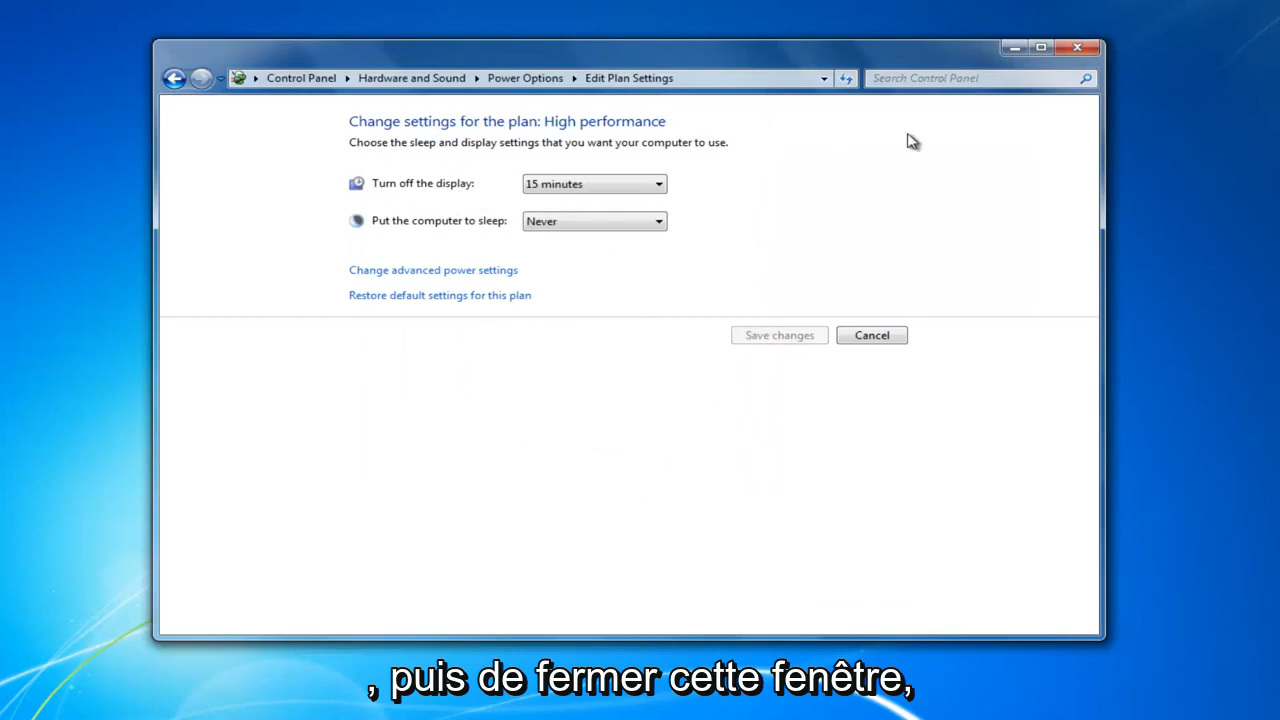 Control Panel Hardware and Sound Power Options Edit Plan Settings Search Control Panel
Change settings for the plan: High performance
Choose the sleep and display settings that you want your computer to use.
Turn off the display: 15 minutes
Put the computer to sleep: Never
Change advanced power settings
Restore default settings for this plan
Save changes Cancel
, puis de fermer cette fenêtre,